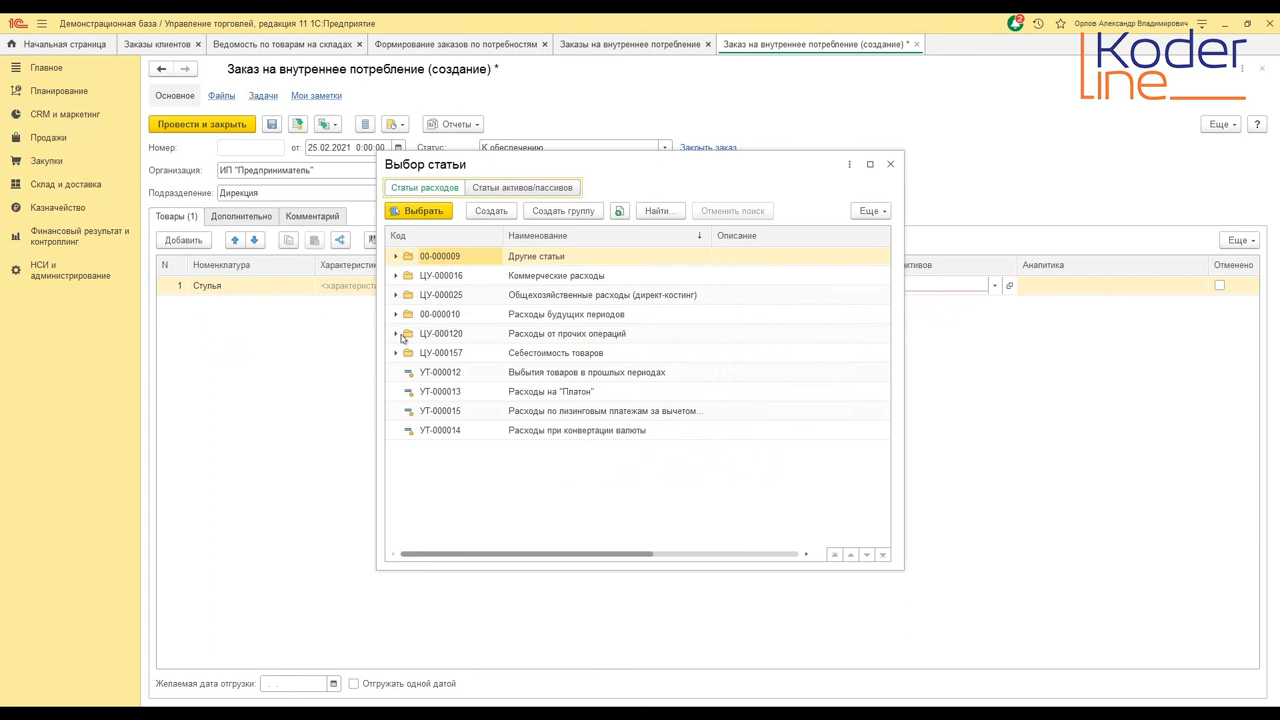 Демонстрационная база / Управление торговлей, редакция 11 1С:Предприятие
2
Орлов Александр Владимирович
Начальная страница
Заказы клиентов
Ведомость по товарам на складах
Формирование заказов по потребностям
Заказы на внутреннее потребление
Заказ на внутреннее потребление (создание) *
Koder
line
Главное
Планирование
CRM и маркетинг
Продажи
Закупки
Склад и доставка
Казначейство
Финансовый результат и контроллинг
НСИ и администрирование
Заказ на внутреннее потребление (создание) *
Основное
Файлы
Задачи
Мои заметки
Провести и закрыть
Отчеты
Еще
?
Номер:
от:
25.02.2021 0:00:00
Статус:
К обеспечению
Закрыть заказ
Организация:
ИП "Предприниматель"
Подразделение:
Дирекция
Товары (1)
Дополнительно
Комментарий
Добавить
Еще
N
Номенклатура
Характеристик
Аналитика
Отменено
1
Стулья
<характеристи
Выбор статьи
Статьи расходов
Статьи активов/пассивов
Выбрать
Создать
Создать группу
Найти...
Отменить поиск
Еще
Код
Наименование
Описание
00-000009
Другие статьи
ЦУ-000016
Коммерческие расходы
ЦУ-000025
Общехозяйственные расходы (директ-костинг)
00-000010
Расходы будущих периодов
ЦУ-000120
Расходы от прочих операций
ЦУ-000157
Себестоимость товаров
УТ-000012
Выбытия товаров в прошлых периодах
УТ-000013
Расходы на "Платон"
УТ-000015
Расходы по лизинговым платежам за вычетом...
УТ-000014
Расходы при конвертации валюты
Желаемая дата отгрузки:
. .
Отгружать одной датой